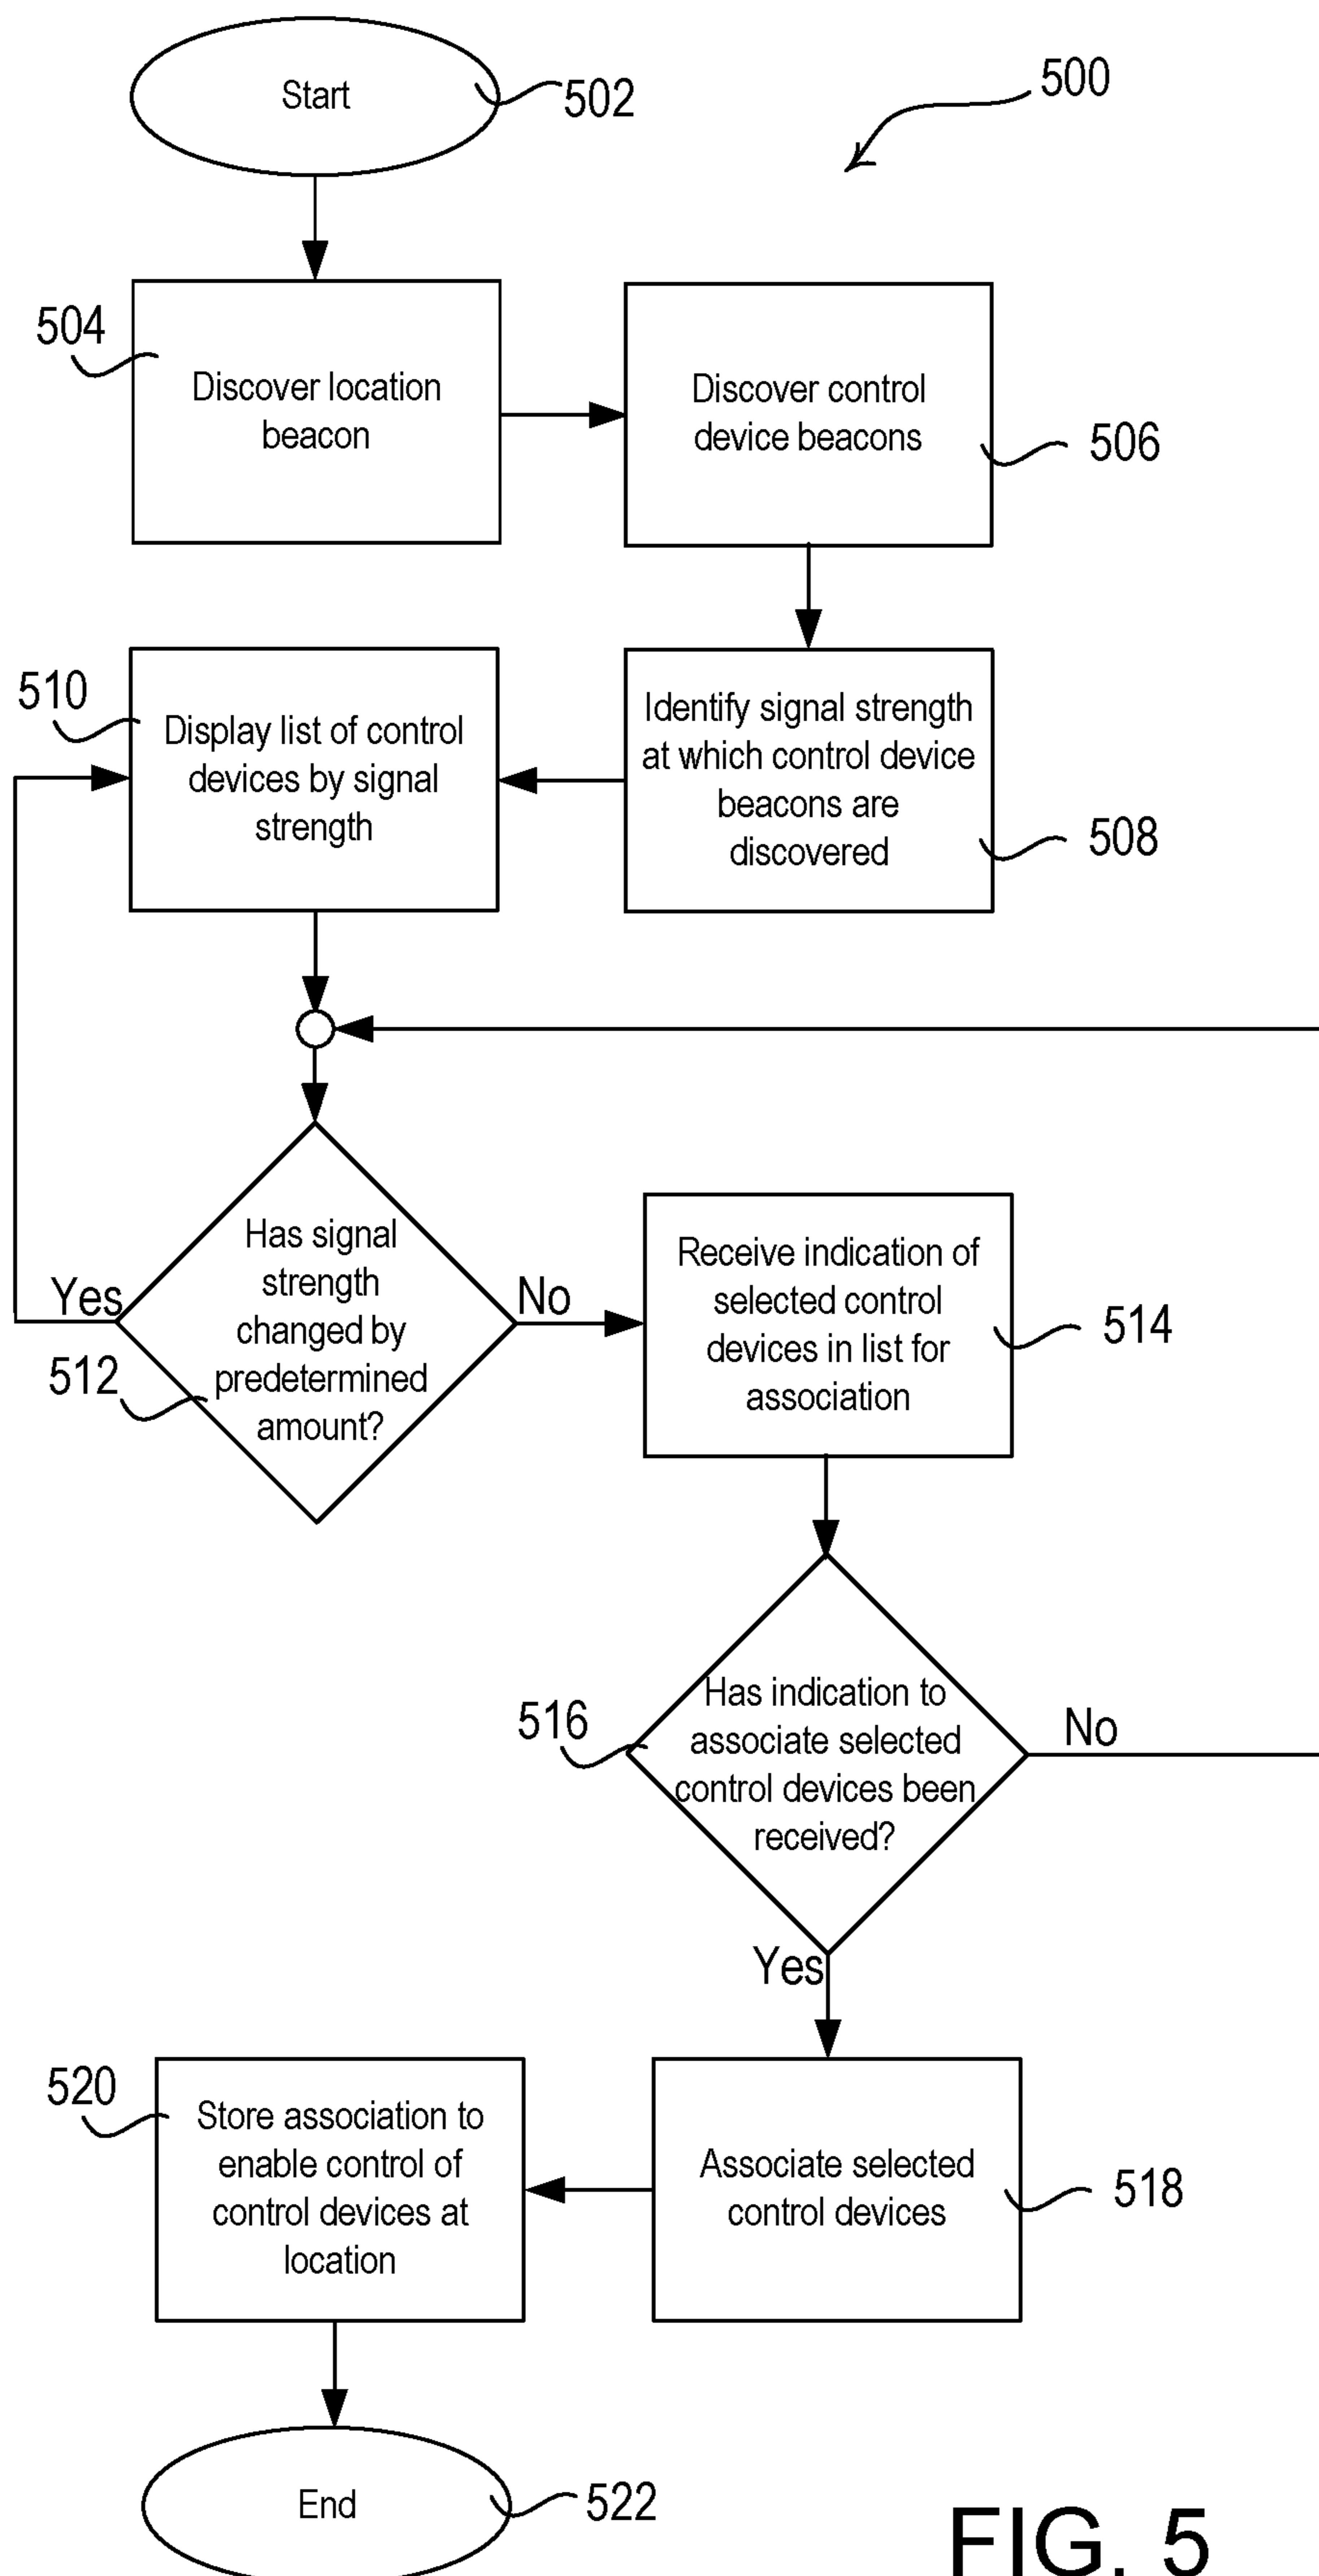 Start
502
500
504
Discover location
beacon
Discover control
device beacons
506
510
Display list of control
devices by signal
strength
Identify signal strength
at which control device
beacons are
discovered
508
Has signal
strength
changed by
predetermined
amount?
Yes
No
512
Receive indication of
selected control
devices in list for
association
514
516
Has indication to
associate selected
control devices been
received?
No
Yes
520
Store association to
enable control of
control devices at
location
Associate selected
control devices
518
End
522
FIG. 5